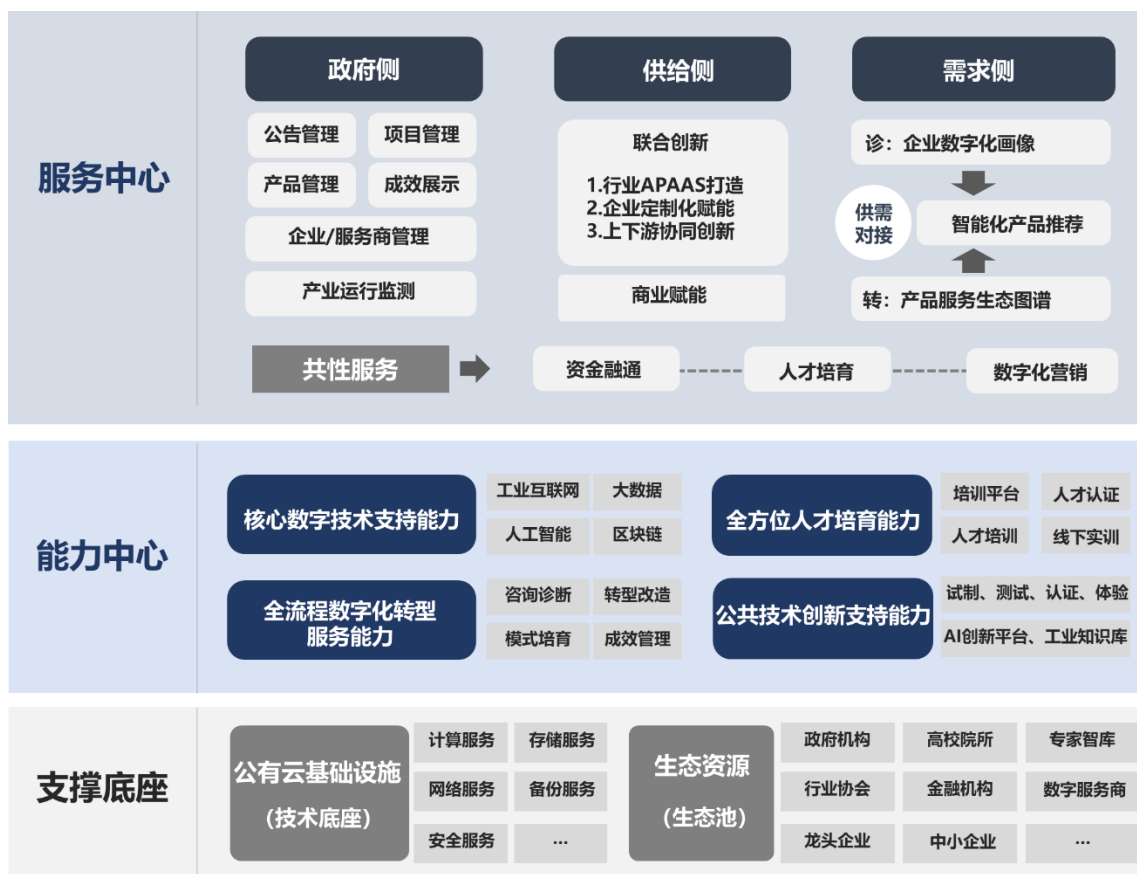 服务中心
政府侧
公告管理
项目管理
产品管理
成效展示
企业/服务商管理
产业运行监测
供给侧
联合创新
1.行业APAAS打造
2.企业定制化赋能
3.上下游协同创新
商业赋能
需求侧
诊：企业数字化画像
供需
对接
智能化产品推荐
转：产品服务生态图谱
共性服务
资金融通
人才培育
数字化营销
能力中心
核心数字技术支持能力
工业互联网
大数据
人工智能
区块链
全方位人才培育能力
培训平台
人才认证
人才培训
线下实训
全流程数字化转型
服务能力
咨询诊断
转型改造
模式培育
成效管理
公共技术创新支持能力
试制、测试、认证、体验
AI创新平台、工业知识库
支撑底座
公有云基础设施
（技术底座）
计算服务
存储服务
网络服务
备份服务
安全服务
...
生态资源
（生态池）
政府机构
高校院所
专家智库
行业协会
金融机构
数字服务商
龙头企业
中小企业
...